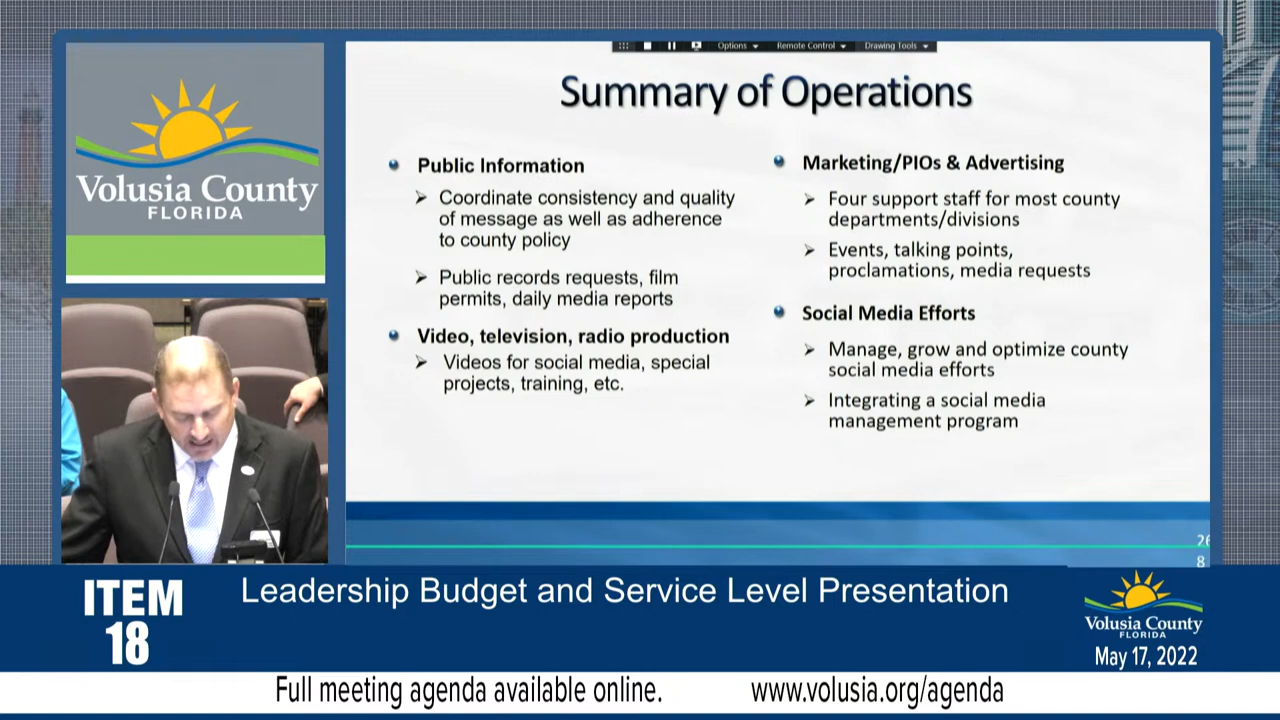 Volusia County
FLORIDA
Options
Remote Control
Drawing Tools
Summary of Operations
Public Information
Coordinate consistency and quality
of message as well as adherence
to county policy
Public records requests, film
permits, daily media reports
Video, television, radio production
Videos for social media, special
projects, training, etc.
Marketing/PIOs & Advertising
Four support staff for most county
departments/divisions
Events, talking points,
proclamations, media requests
Social Media Efforts
Manage, grow and optimize county
social media efforts
Integrating a social media
management program
26
8
ITEM
18
Leadership Budget and Service Level Presentation
Volusia County
FLORIDA
May 17, 2022
Full meeting agenda available online.
www.volusia.org/agenda